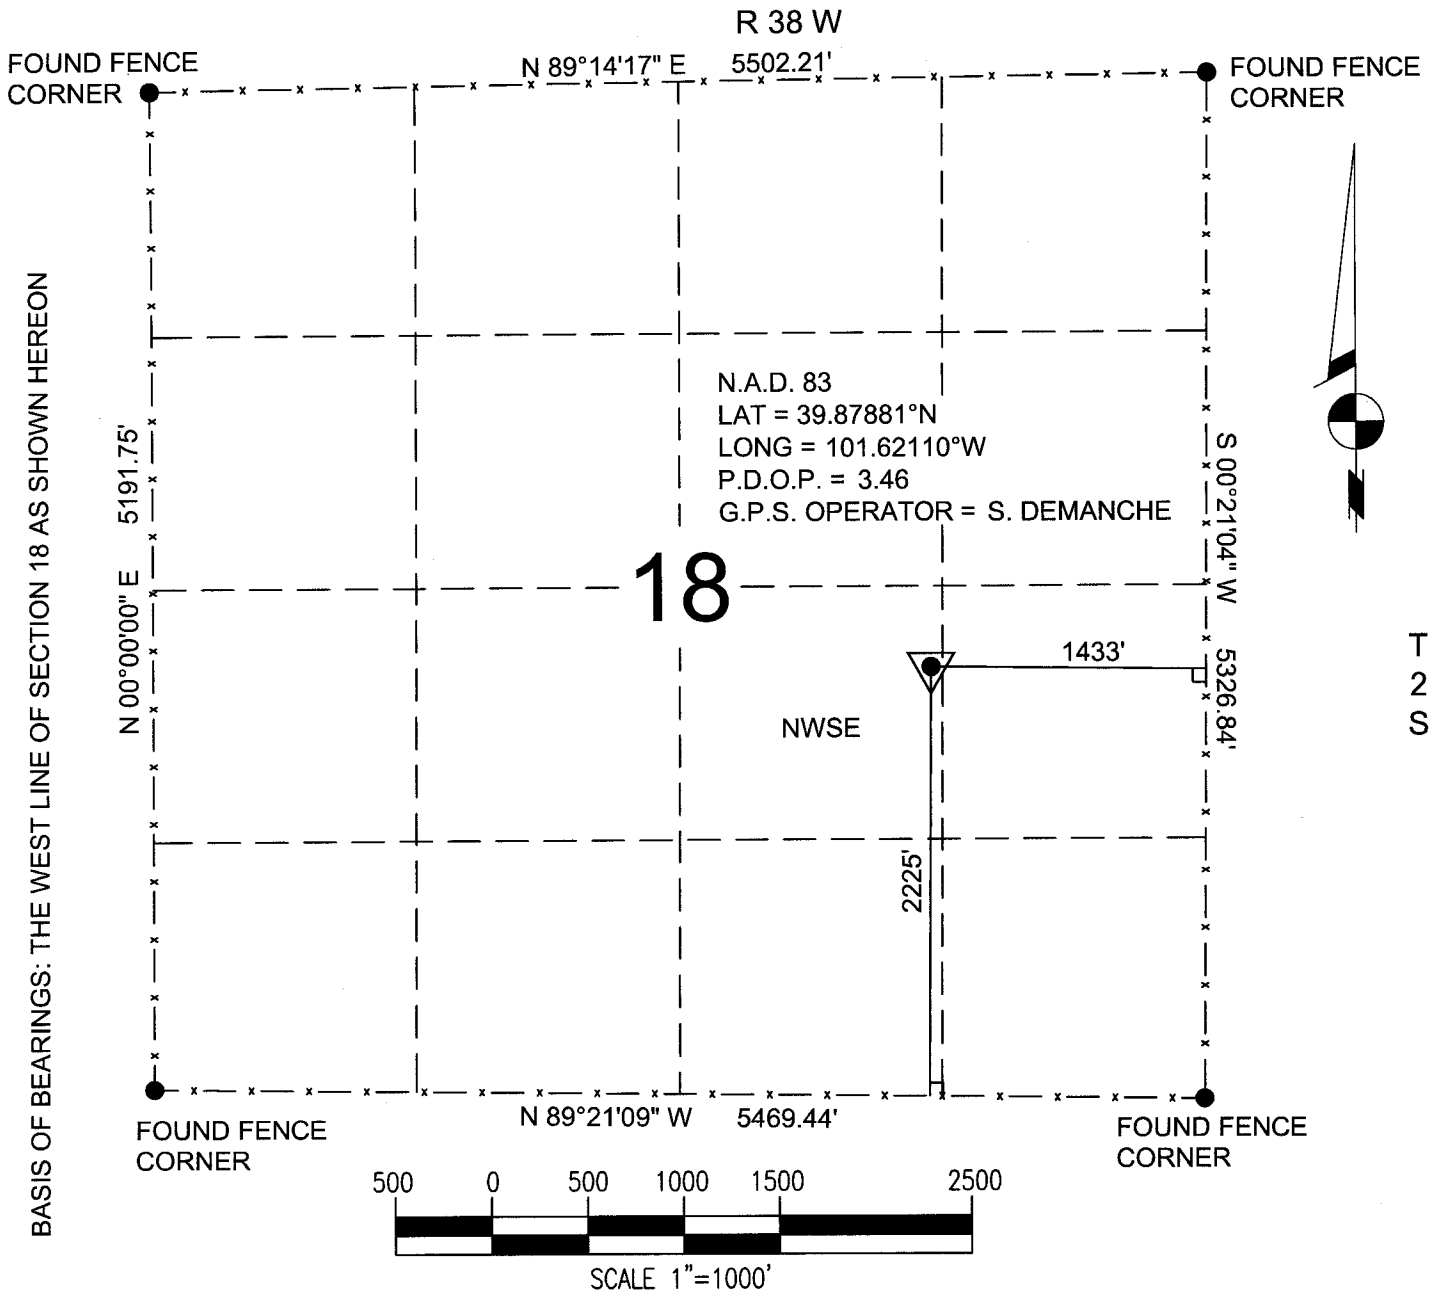 R 38 W
FOUND FENCE
CORNER
N 89°14'17" E 5502.21'
FOUND FENCE
CORNER
BASIS OF BEARINGS: THE WEST LINE OF SECTION 18 AS SHOWN HEREON
N 00°00'00" E 5191.75'
N.A.D. 83
LAT = 39.87881°N
LONG = 101.62110°W
P.D.O.P. = 3.46
G.P.S. OPERATOR = S. DEMANCHE
S 00°21'04" W 5326.84'
18
1433'
T
2
S
NWSE
2225'
N 89°21'09" W 5469.44'
FOUND FENCE
CORNER
FOUND FENCE
CORNER
500 0 500 1000 1500 2500
SCALE 1"=1000'